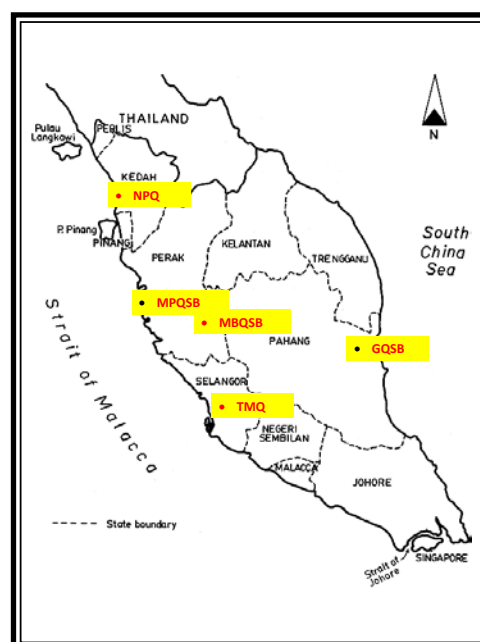 THAILAND
PERLIS
Pulau
Langkawi
KEDAH
NPQ
N
P. Pinang
PINANG
PERAK
KELANTAN
TRENGGANU
South
China
Sea
MPQSB
MBQSB
PAHANG
GQSB
Strait of Malacca
SELANGOR
TMQ
NEGERI
SEMBILAN
MALACCA
JOHORE
State boundary
Strait of
Johore
SINGAPORE